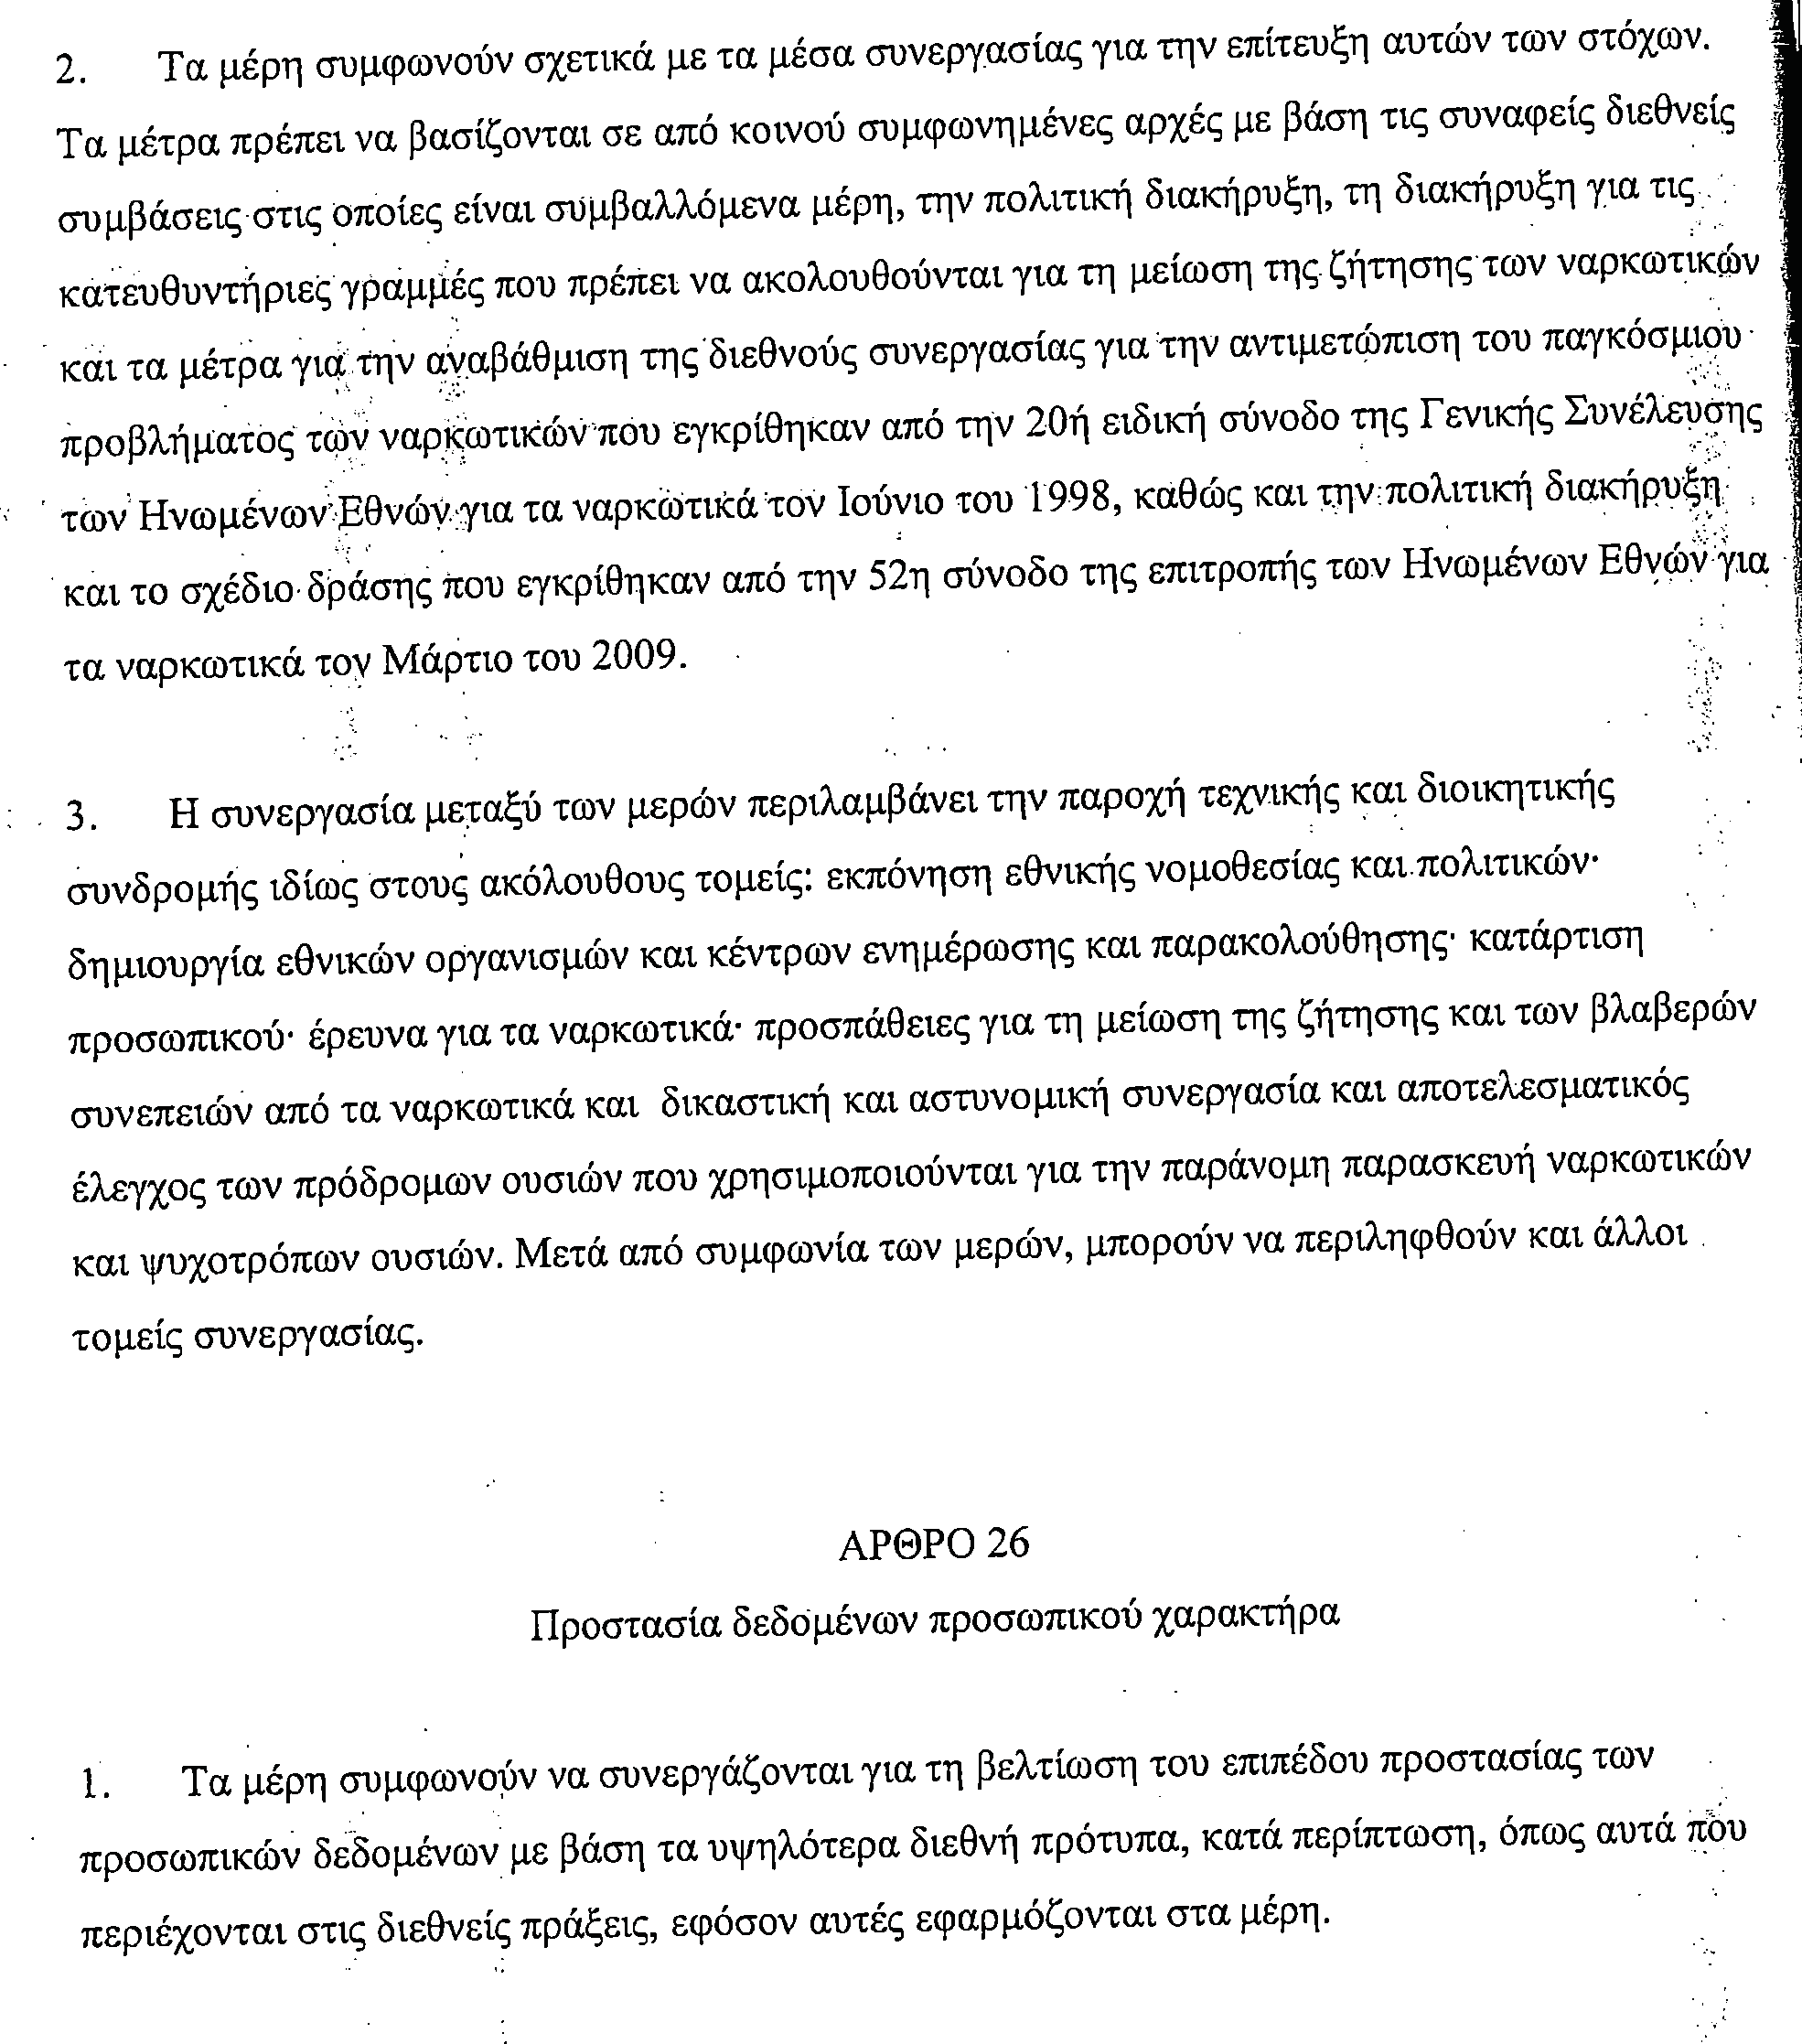 2. Τα μέρη συμφωνούν σχετικά με τα μέσα συνεργασίας για την επίτευξη αυτών των στόχων.
Τα μέτρα πρέπει να βασίζονται σε από κοινού συμφωνημένες αρχές με βάση τις συναφείς διεθνείς
συμβάσεις στις οποίες είναι συμβαλλόμενα μέρη, την πολιτική διακήρυξη, τη διακήρυξη για τις
κατευθυντήριες γραμμές που πρέπει να ακολουθούνται για τη μείωση της ζήτησης των ναρκωτικών
και τα μέτρα για την αναβάθμιση της διεθνούς συνεργασίας για την αντιμετώπιση του παγκόσμιου
προβλήματος των ναρκωτικών που εγκρίθηκαν από την 20ή ειδική σύνοδο της Γενικής Συνέλευσης
των Ηνωμένων Εθνών για τα ναρκωτικά τον Ιούνιο του 1998, καθώς και την πολιτική διακήρυξη
και το σχέδιο δράσης που εγκρίθηκαν από την 52η σύνοδο της επιτροπής των Ηνωμένων Εθνών για
τα ναρκωτικά τον Μάρτιο του 2009.
3. Η συνεργασία μεταξύ των μερών περιλαμβάνει την παροχή τεχνικής και διοικητικής
συνδρομής ιδίως στους ακόλουθους τομείς: εκπόνηση εθνικής νομοθεσίας και πολιτικών·
δημιουργία εθνικών οργανισμών και κέντρων ενημέρωσης και παρακολούθησης· κατάρτιση
προσωπικού· έρευνα για τα ναρκωτικά· προσπάθειες για τη μείωση της ζήτησης και των βλαβερών
συνεπειών από τα ναρκωτικά και δικαστική και αστυνομική συνεργασία και αποτελεσματικός
έλεγχος των πρόδρομων ουσιών που χρησιμοποιούνται για την παράνομη παρασκευή ναρκωτικών
και ψυχοτρόπων ουσιών. Μετά από συμφωνία των μερών, μπορούν να περιληφθούν και άλλοι
τομείς συνεργασίας.
ΑΡΘΡΟ 26
Προστασία δεδομένων προσωπικού χαρακτήρα
1. Τα μέρη συμφωνούν να συνεργάζονται για τη βελτίωση του επιπέδου προστασίας των
προσωπικών δεδομένων με βάση τα υψηλότερα διεθνή πρότυπα, κατά περίπτωση, όπως αυτά που
περιέχονται στις διεθνείς πράξεις, εφόσον αυτές εφαρμόζονται στα μέρη.